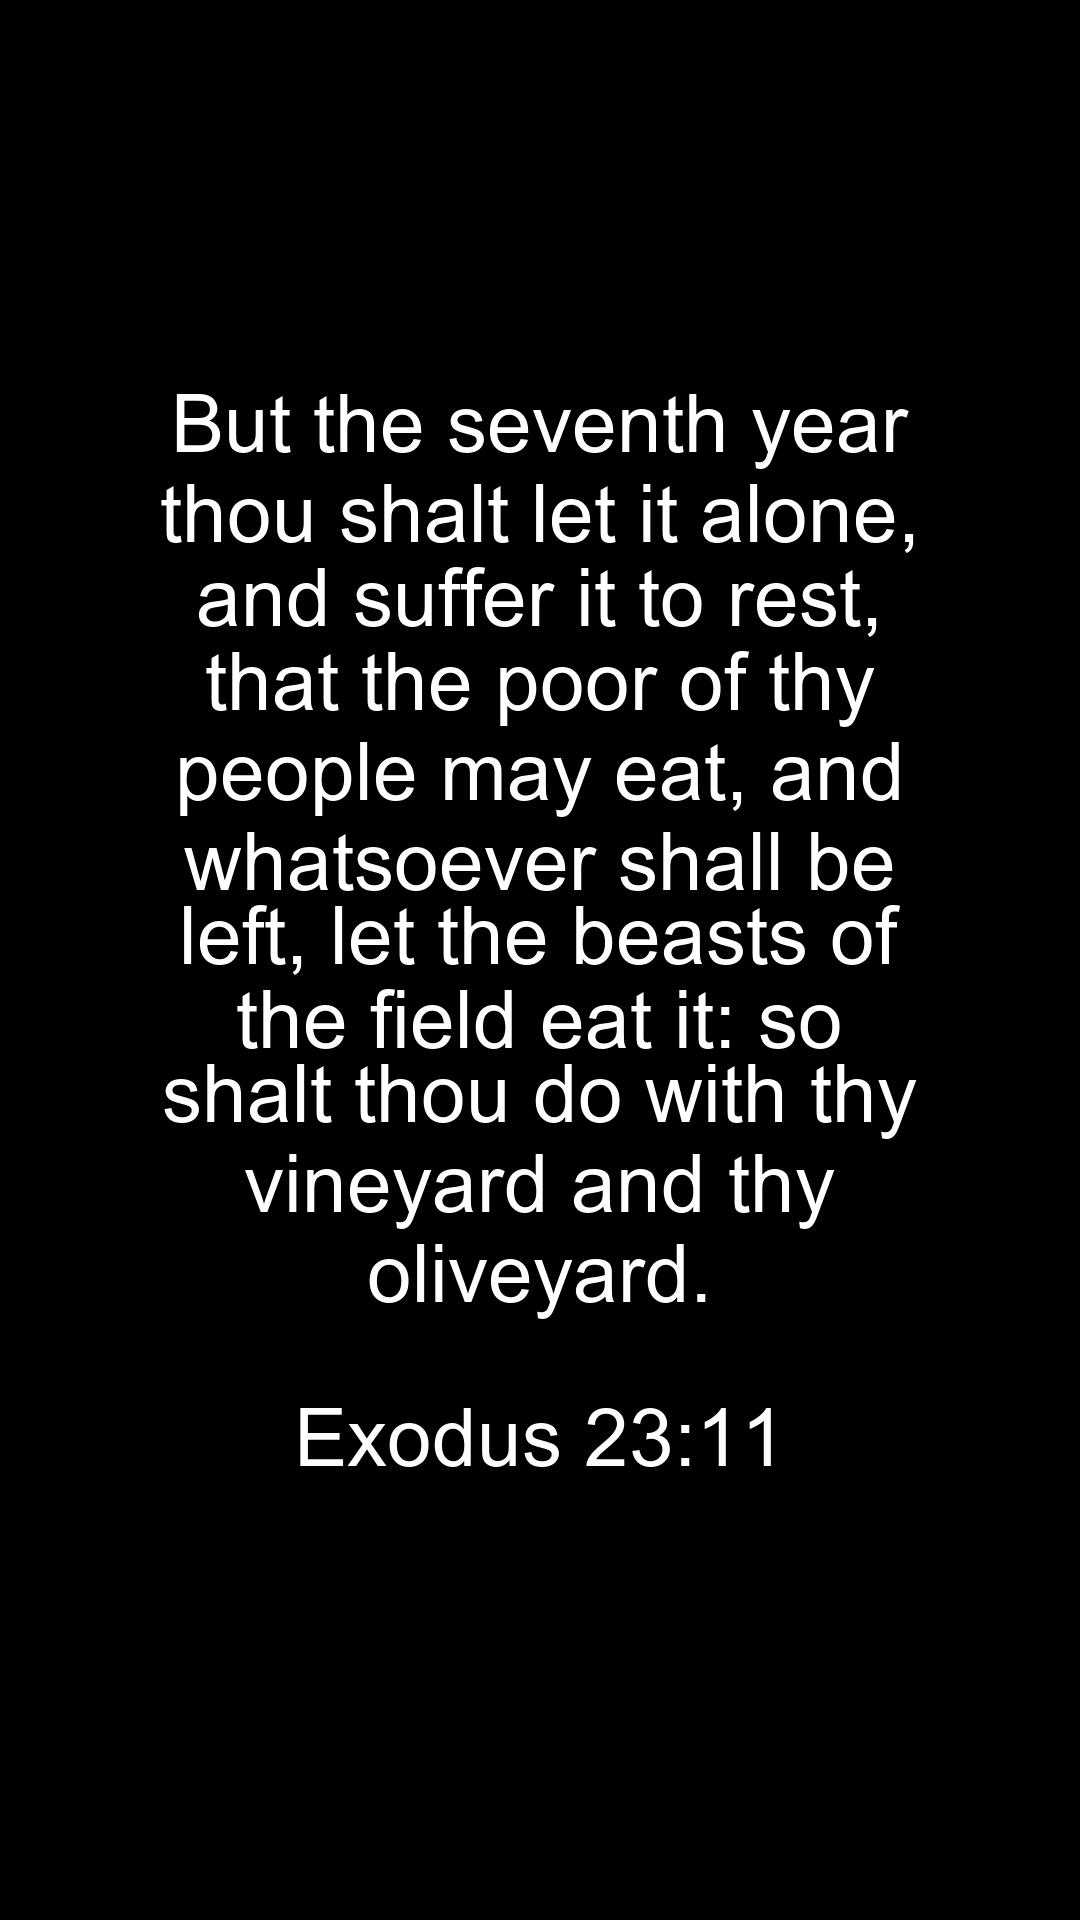 But the seventh year
thou shalt let it alone,
and suffer it to rest,
that the poor of thy
people may eat, and
whatsoever shall be
left, let the beasts of
the field eat it: so
shalt thou do with thy
vineyard and thy
oliveyard.
Exodus 23:11